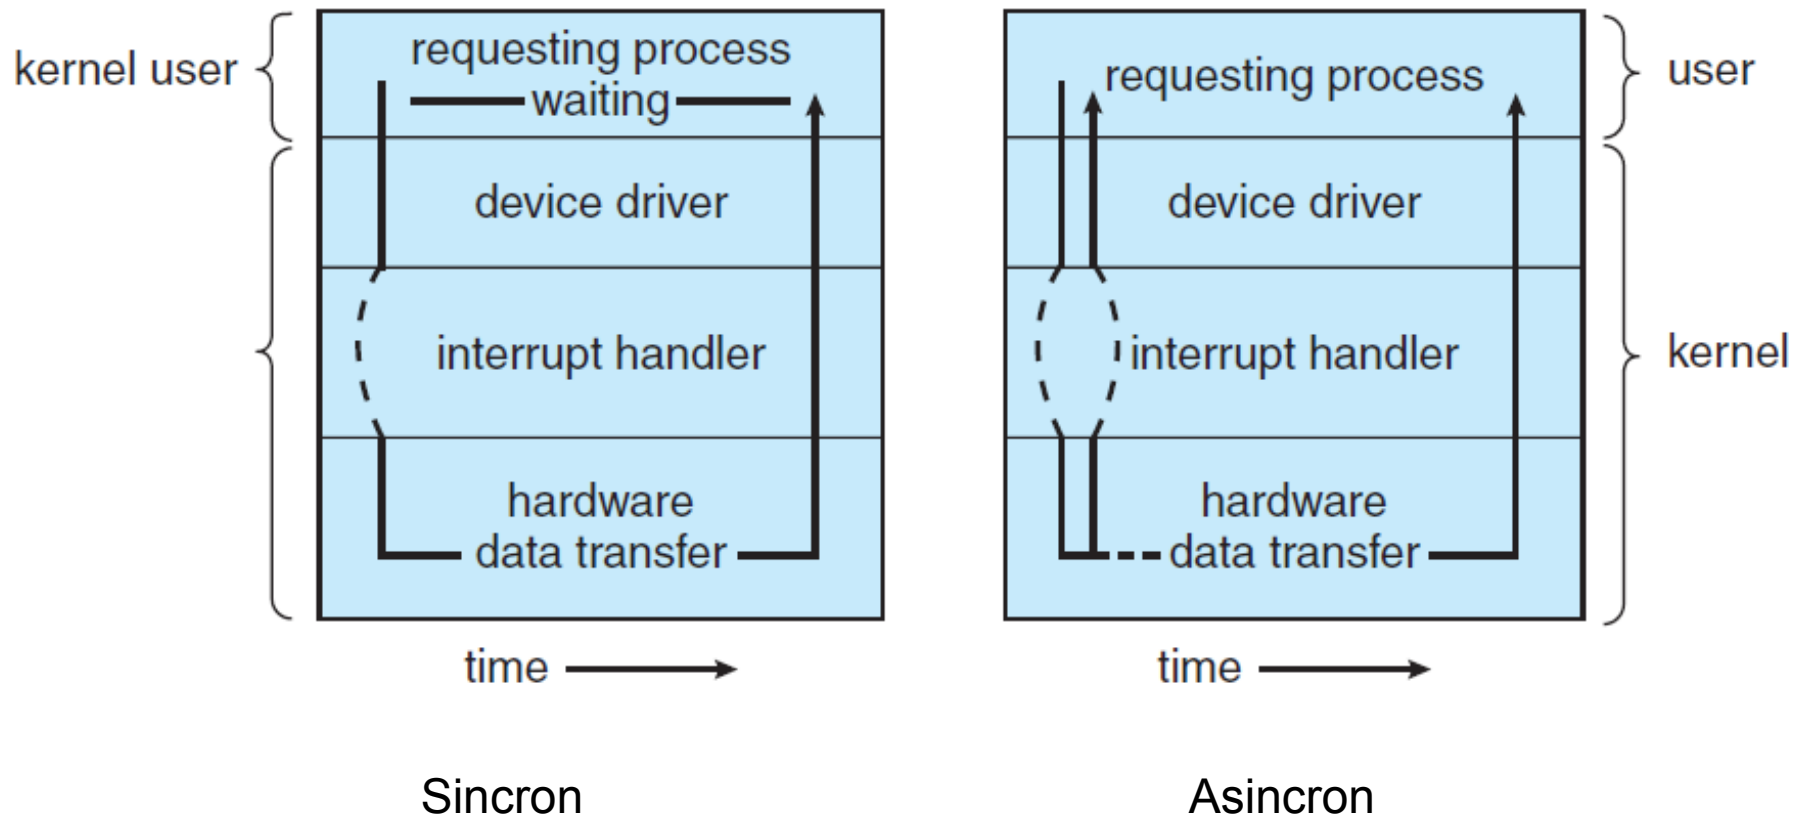 kernel user
requesting process
waiting
device driver
interrupt handler
hardware
data transfer
time
Sincron
requesting process
user
device driver
interrupt handler
kernel
hardware
data transfer
time
Asincron